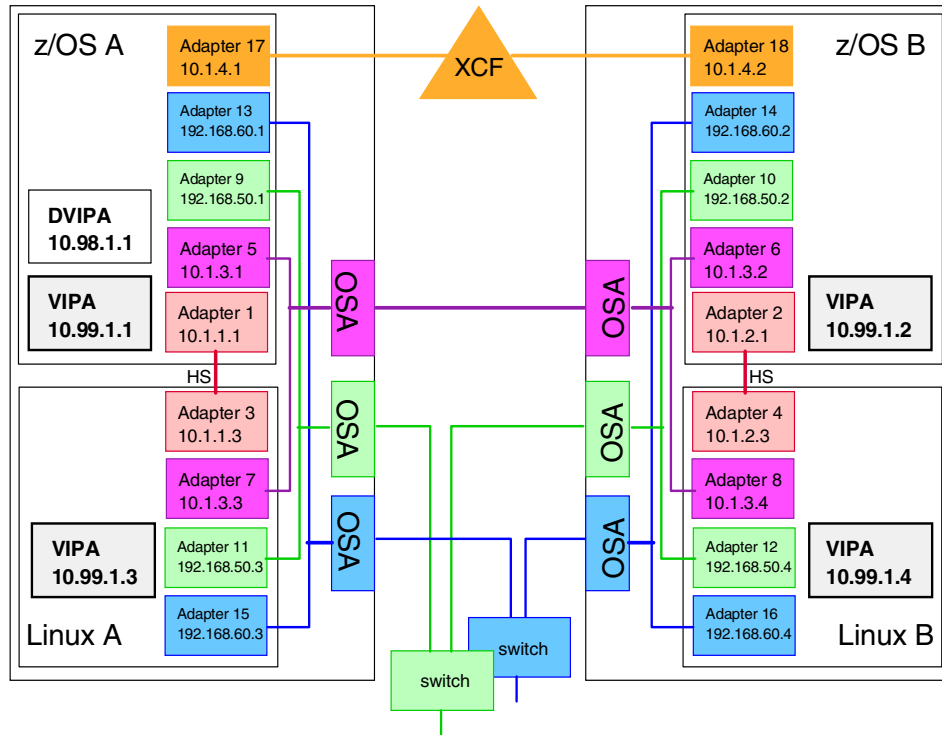 z/OS A
Adapter 17
10.1.4.1
Adapter 13
192.168.60.1
Adapter 9
192.168.50.1
DVIPA
10.98.1.1
Adapter 5
10.1.3.1
VIPA
10.99.1.1
Adapter 1
10.1.1.1
HS
Adapter 3
10.1.1.3
Adapter 7
10.1.3.3
VIPA
10.99.1.3
Adapter 11
192.168.50.3
Adapter 15
192.168.60.3
Linux A
OSA
OSA
OSA
XCF
switch
switch
OSA
OSA
OSA
z/OS B
Adapter 18
10.1.4.2
Adapter 14
192.168.60.2
Adapter 10
192.168.50.2
Adapter 6
10.1.3.2
Adapter 2
10.1.2.1
VIPA
10.99.1.2
HS
Adapter 4
10.1.2.3
Adapter 8
10.1.3.4
Adapter 12
192.168.50.4
VIPA
10.99.1.4
Adapter 16
192.168.60.4
Linux B